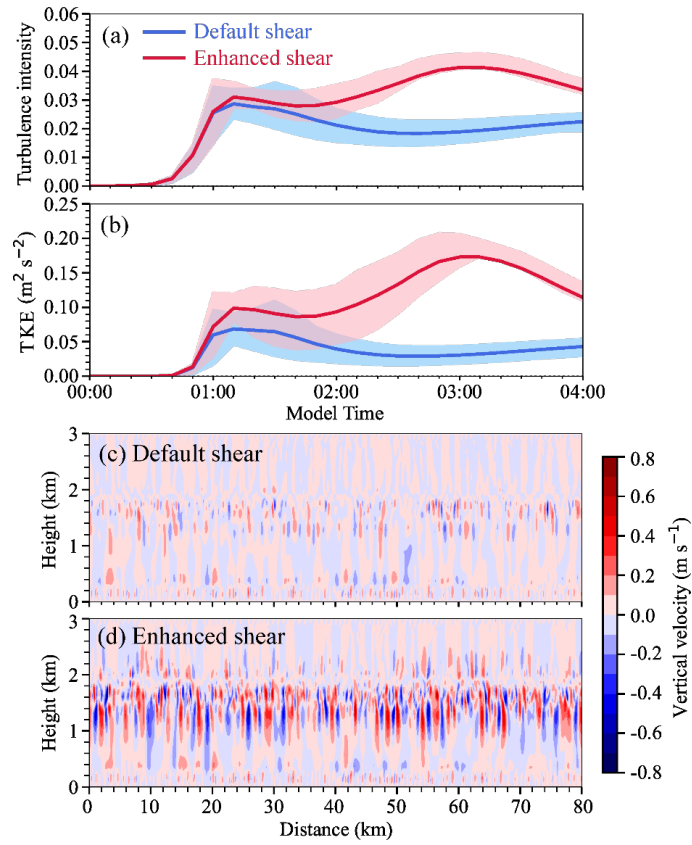 0.06
(a)
Default shear
Enhanced shear
0.05
0.04
0.03
0.02
0.01
0.00
Turbulence intensity
0.25
(b)
0.20
0.15
0.10
0.05
0.00
TKE (m² s⁻²)
00:00 01:00 02:00 03:00 04:00
Model Time
3
(c) Default shear
2
1
0
Height (km)
3
(d) Enhanced shear
2
1
0
Height (km)
0 10 20 30 40 50 60 70 80
Distance (km)
0.8
0.6
0.4
0.2
0.0
-0.2
-0.4
-0.6
-0.8
Vertical velocity (m s⁻¹)